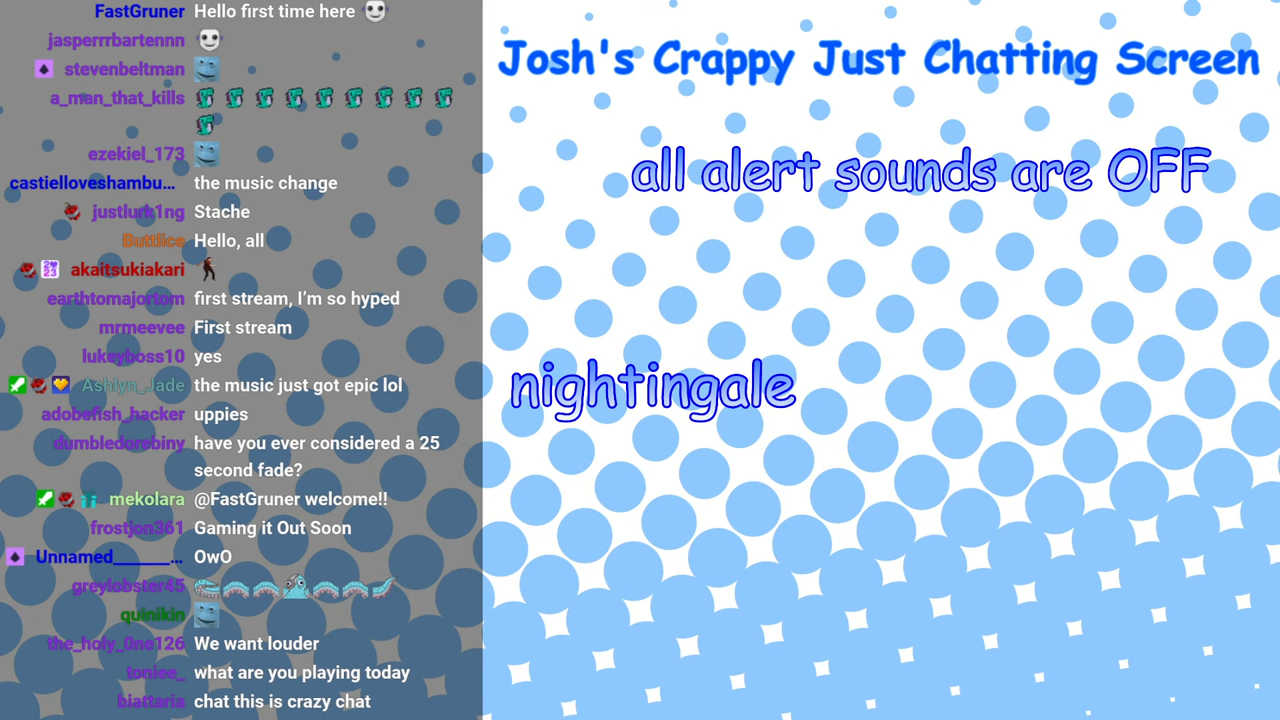 FastGruner Hello first time here
jasperrrbartennn
stevenbeltman
a_man_that_kills
ezekiel_173
castielloveshambu... the music change
justlurk1ng Stache
Buttlice Hello, all
akaitsukiakari
earthtomajortom first stream, I'm so hyped
mrmeevee First stream
lukeyboss10 yes
Ashlyn_Jade the music just got epic lol
adobefish_hacker uppies
dumbledorebiny have you ever considered a 25
second fade?
mekolara @FastGruner welcome!!
frostjon361 Gaming it Out Soon
Unnamed______... OwO
greylobster45
quinikin
the_holy_0ne126 We want louder
toniee_ what are you playing today
biattaria chat this is crazy chat
Josh's Crappy Just Chatting Screen
all alert sounds are OFF
nightingale